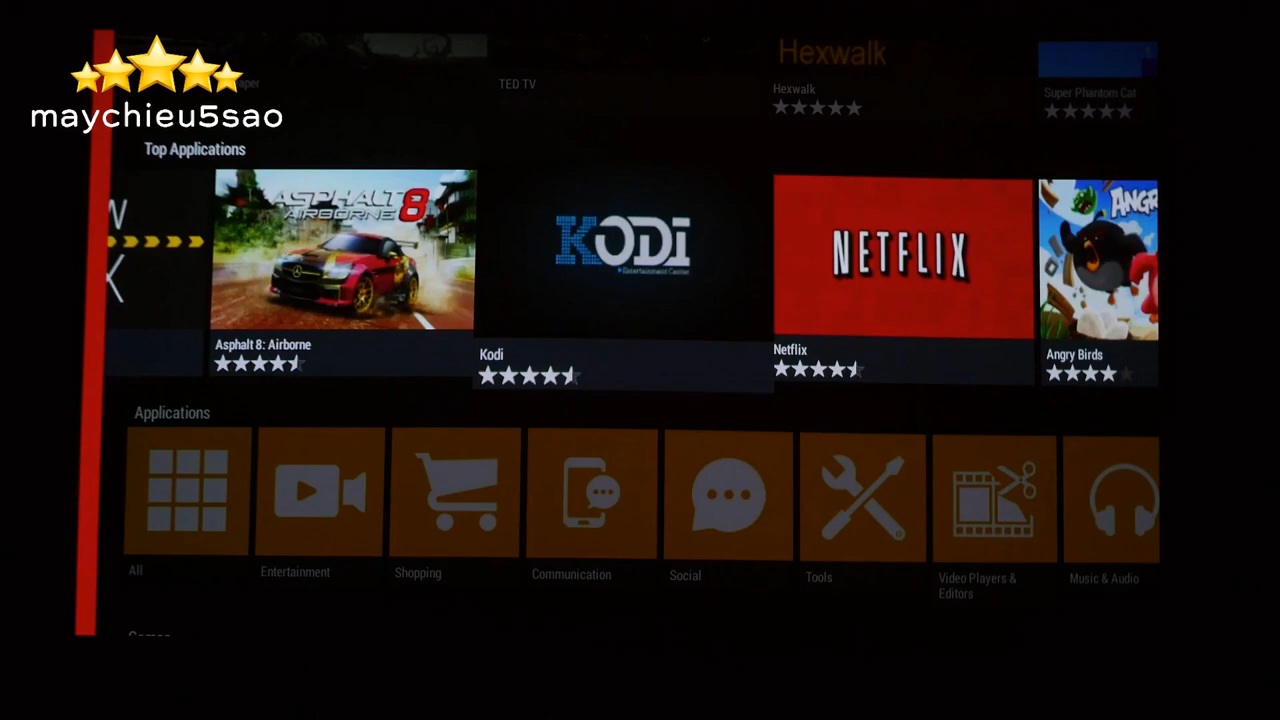 maychieu5sao
TED TV
Hexwalk
Hexwalk
Super Phantom Cat
Top Applications
ASPHALT 8
AIRBORNE
KODI
Entertainment Center
NETFLIX
ANGR
Asphalt 8: Airborne
Kodi
Netflix
Angry Birds
Applications
All
Entertainment
Shopping
Communication
Social
Tools
Video Players &
Editors
Music & Audio